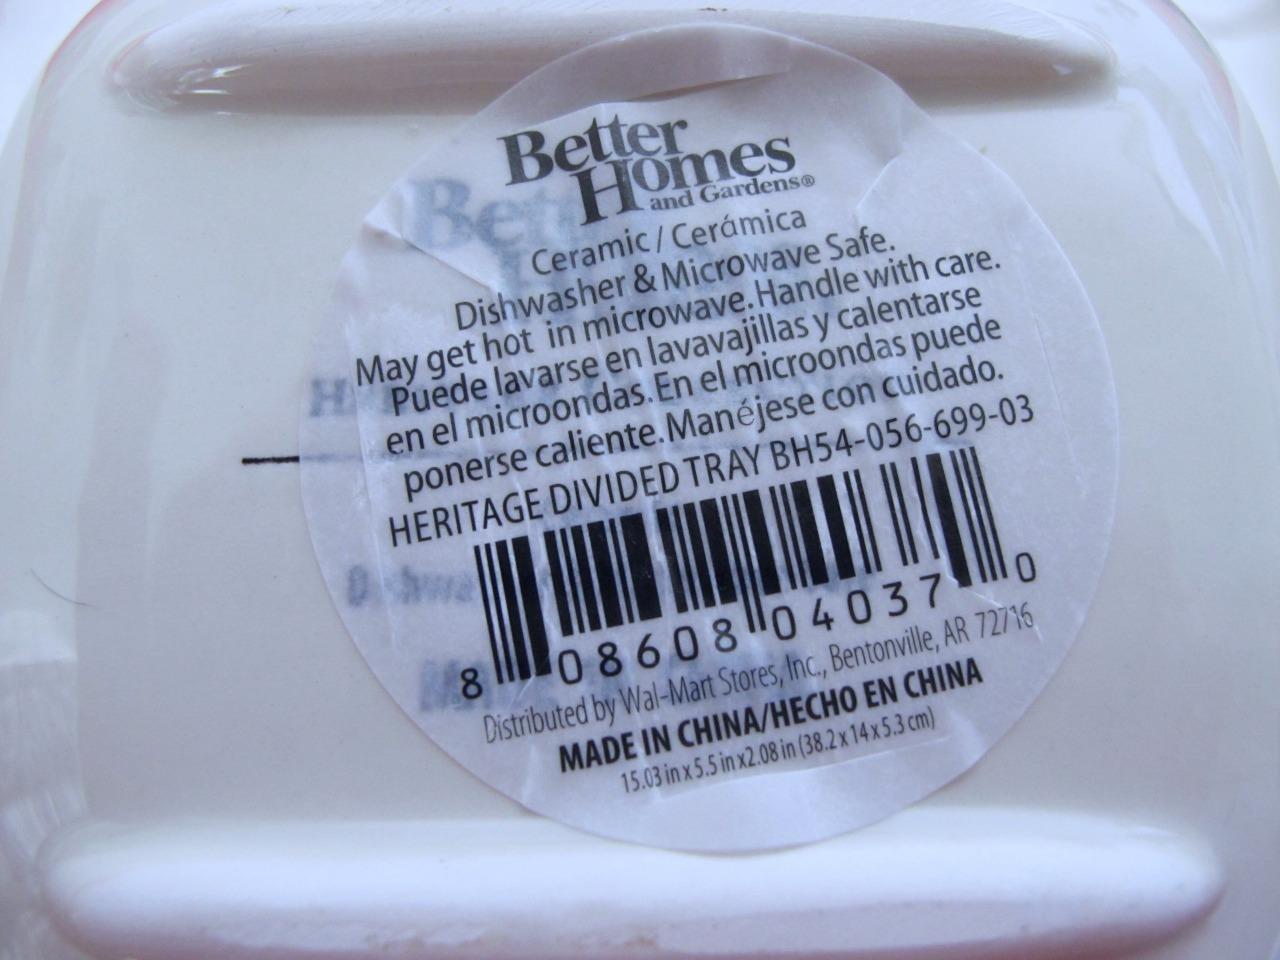 Better
Homes
and Gardens®
Ceramic / Cerámica
Dishwasher & Microwave Safe.
May get hot in microwave. Handle with care.
Puede lavarse en lavavajillas y calentarse
en el microondas. En el microondas puede
ponerse caliente. Manéjese con cuidado.
HERITAGE DIVIDED TRAY BH54-056-699-03
8 08608 04037 0
Distributed by Wal-Mart Stores, Inc., Bentonville, AR 72716
MADE IN CHINA/HECHO EN CHINA
15.03 in x 5.5 in x 2.08 in (38.2 x 14 x 5.3 cm)